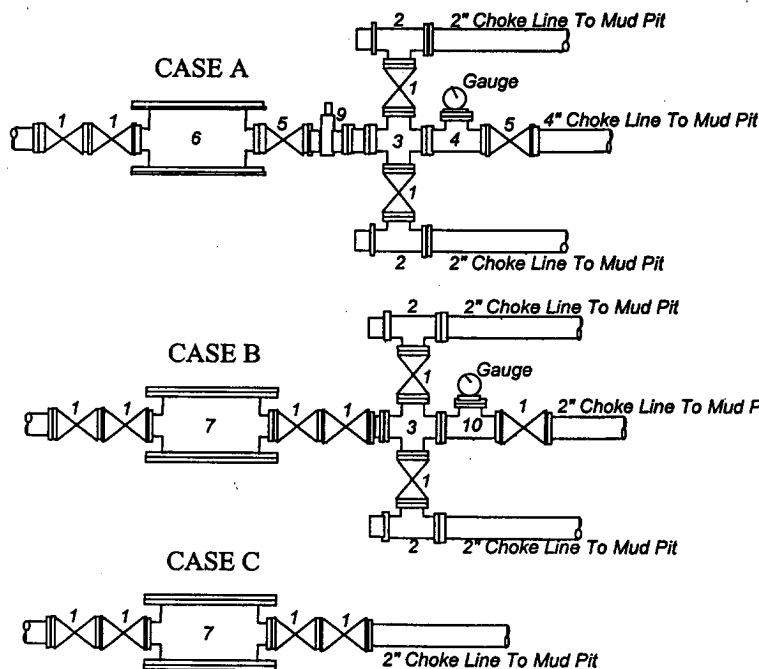 2
2" Choke Line To Mud Pit
CASE A
1
Gauge
1
1
6
5
9
3
4
5
4" Choke Line To Mud Pit
1
2
2" Choke Line To Mud Pit
2
2" Choke Line To Mud Pit
CASE B
1
Gauge
1
1
7
1
1
3
10
1
2" Choke Line To Mud P
1
2
2" Choke Line To Mud Pit
CASE C
1
1
7
1
1
2" Choke Line To Mud Pit